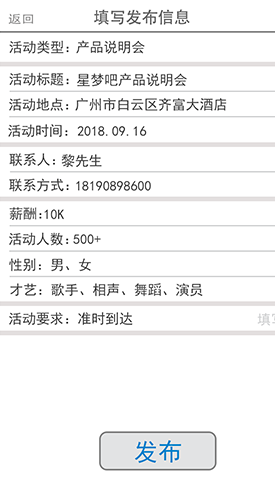 返回 填写发布信息
活动类型：产品说明会
活动标题：星梦吧产品说明会
活动地点：广州市白云区齐富大酒店
活动时间：2018.09.16
联系人：黎先生
联系方式：18190898600
薪酬:10K
活动人数:500+
性别：男、女
才艺：歌手、相声、舞蹈、演员
活动要求：准时到达 填
发布